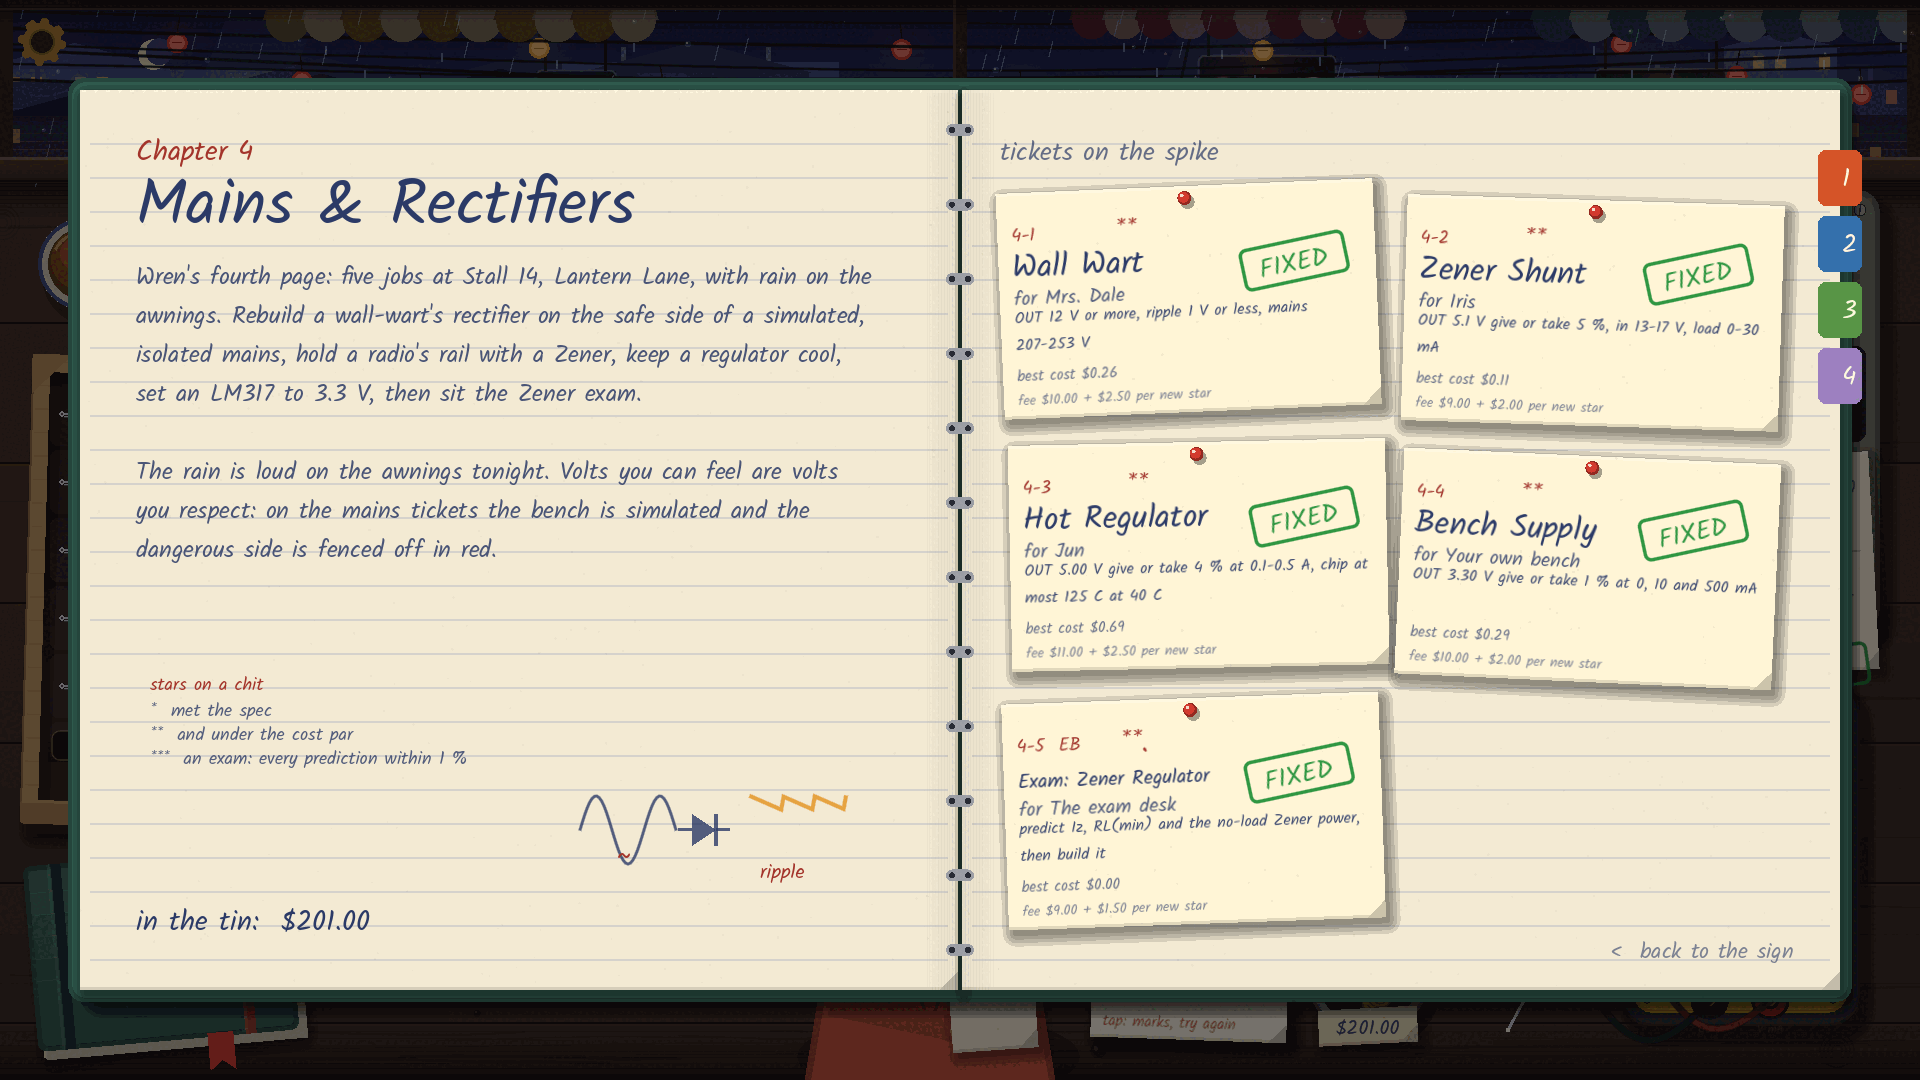 Chapter 4
Mains & Rectifiers
Wren's fourth page: five jobs at Stall 14, Lantern Lane, with rain on the
awnings. Rebuild a wall-wart's rectifier on the safe side of a simulated,
isolated mains, hold a radio's rail with a Zener, keep a regulator cool,
set an LM317 to 3.3 V, then sit the Zener exam.
The rain is loud on the awnings tonight. Volts you can feel are volts
you respect: on the mains tickets the bench is simulated and the
dangerous side is fenced off in red.
stars on a chit
* met the spec
** and under the cost par
*** an exam: every prediction within 1 %
~
ripple
in the tin: $201.00
tickets on the spike
4-1 **
Wall Wart
FIXED
for Mrs. Dale
OUT 12 V or more, ripple 1 V or less, mains
207-253 V
best cost $0.26
fee $10.00 + $2.50 per new star
4-2 **
Zener Shunt
FIXED
for Iris
OUT 5.1 V give or take 5 %, in 13-17 V, load 0-30
mA
best cost $0.11
fee $9.00 + $2.00 per new star
4-3 **
Hot Regulator
FIXED
for Jun
OUT 5.00 V give or take 4 % at 0.1-0.5 A, chip at
most 125 C at 40 C
best cost $0.69
fee $11.00 + $2.50 per new star
4-4 **
Bench Supply
FIXED
for Your own bench
OUT 3.30 V give or take 1 % at 0, 10 and 500 mA
best cost $0.29
fee $10.00 + $2.00 per new star
4-5 EB **.
Exam: Zener Regulator
FIXED
for The exam desk
predict Iz, RL(min) and the no-load Zener power,
then build it
best cost $0.00
fee $9.00 + $1.50 per new star
< back to the sign
1
2
3
4
tap: marks, try again
$201.00